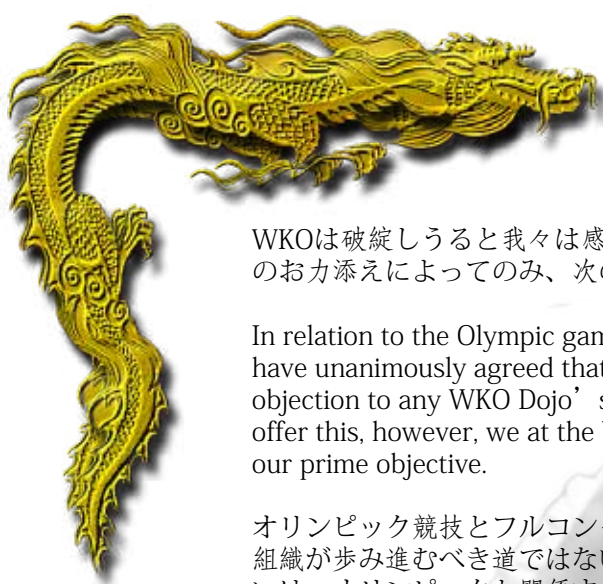 WKOは破綻しうると我々は感
のお力添えによってのみ、次の
In relation to the Olympic gam
have unanimously agreed that
objection to any WKO Dojo’s
offer this, however, we at the
our prime objective.
オリンピック競技とフルコン
組織が歩み進むべき道ではない